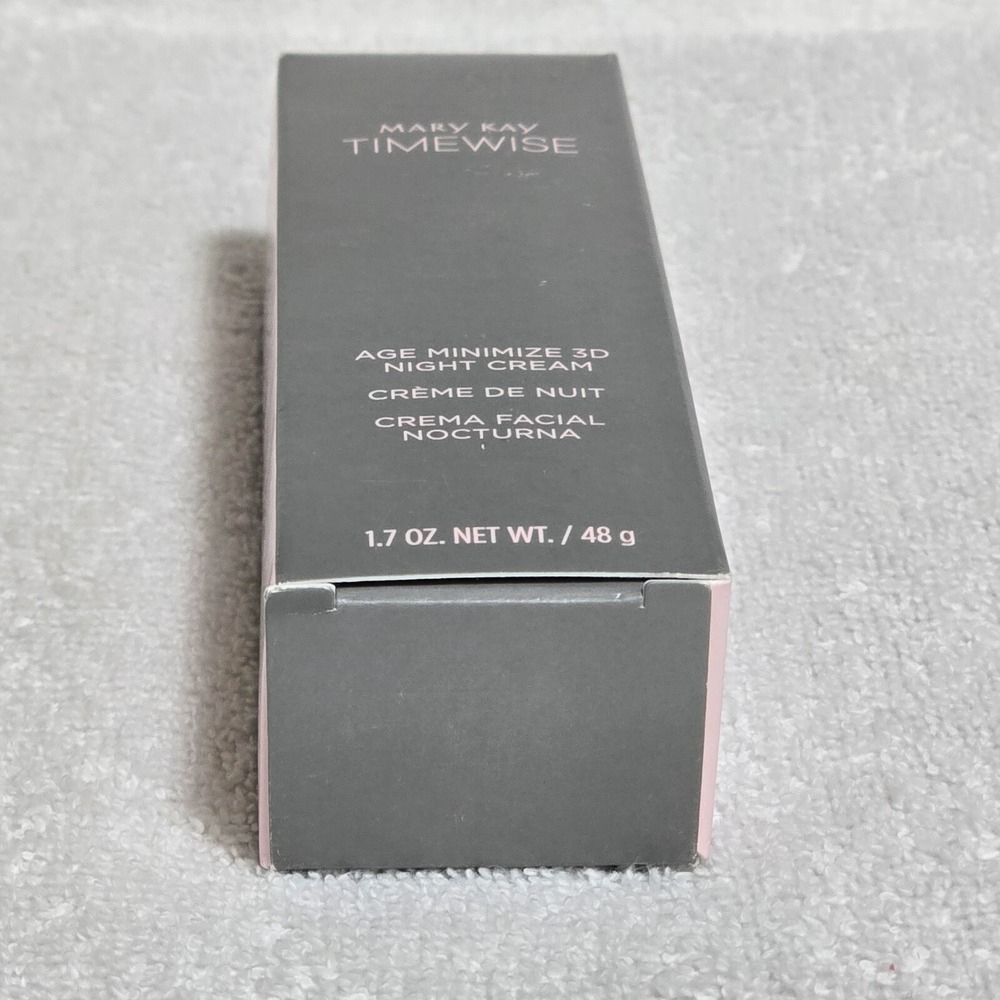 MARY KAY
TIMEWISE
AGE MINIMIZE 3D
NIGHT CREAM
CRÈME DE NUIT
CREMA FACIAL
NOCTURNA
1.7 OZ. NET WT. / 48 g